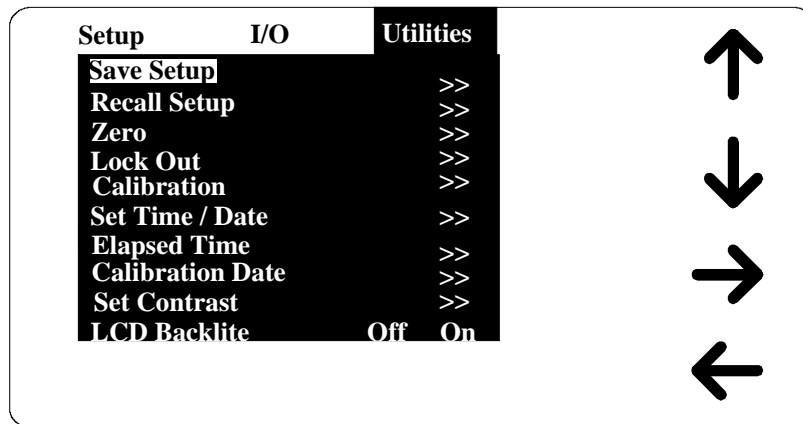 Setup I/O Utilities
Save Setup >>
Recall Setup >>
Zero >>
Lock Out >>
Calibration >>
Set Time / Date >>
Elapsed Time >>
Calibration Date >>
Set Contrast >>
LCD Backlite Off On